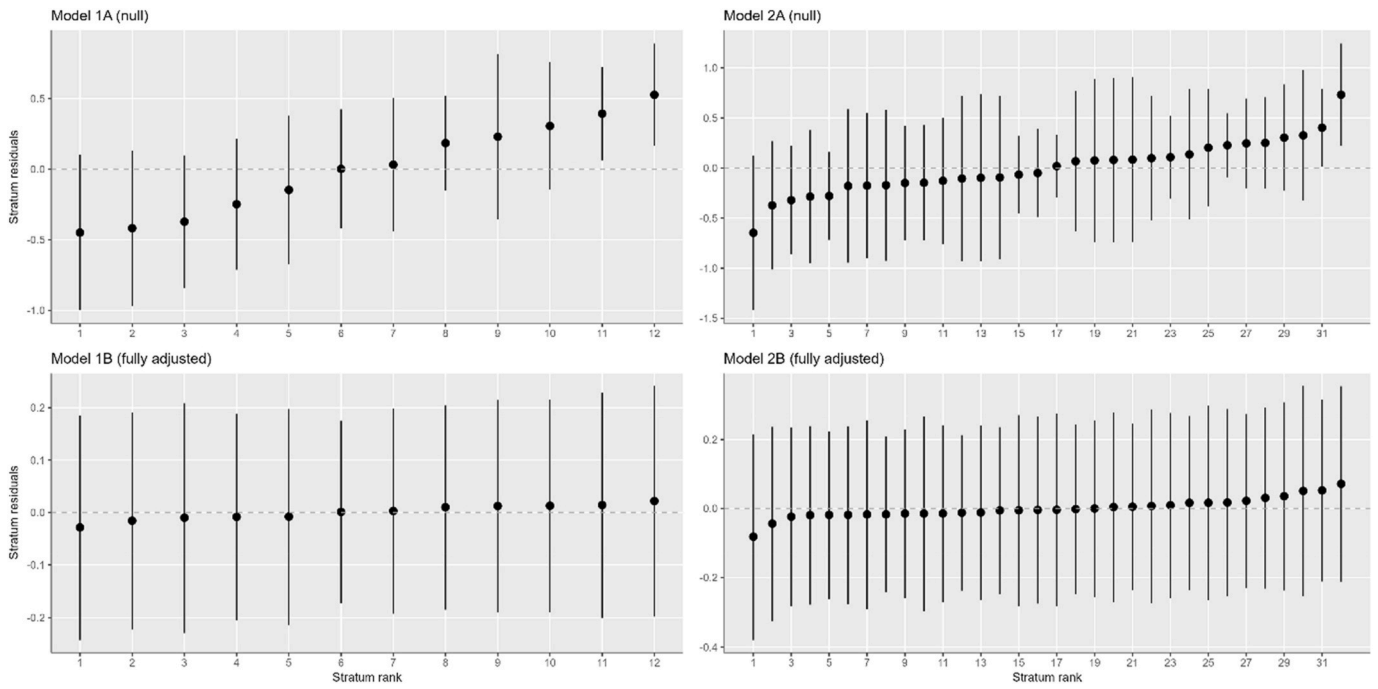 Model 1A (null)
Stratum residuals
0.5
0.0
-0.5
-1.0
1 2 3 4 5 6 7 8 9 10 11 12
Model 2A (null)
1.0
0.5
0.0
-0.5
-1.0
-1.5
1 3 5 7 9 11 13 15 17 19 21 23 25 27 29 31
Model 1B (fully adjusted)
Stratum residuals
0.2
0.1
0.0
-0.1
-0.2
1 2 3 4 5 6 7 8 9 10 11 12
Stratum rank
Model 2B (fully adjusted)
0.2
0.0
-0.2
-0.4
1 3 5 7 9 11 13 15 17 19 21 23 25 27 29 31
Stratum rank